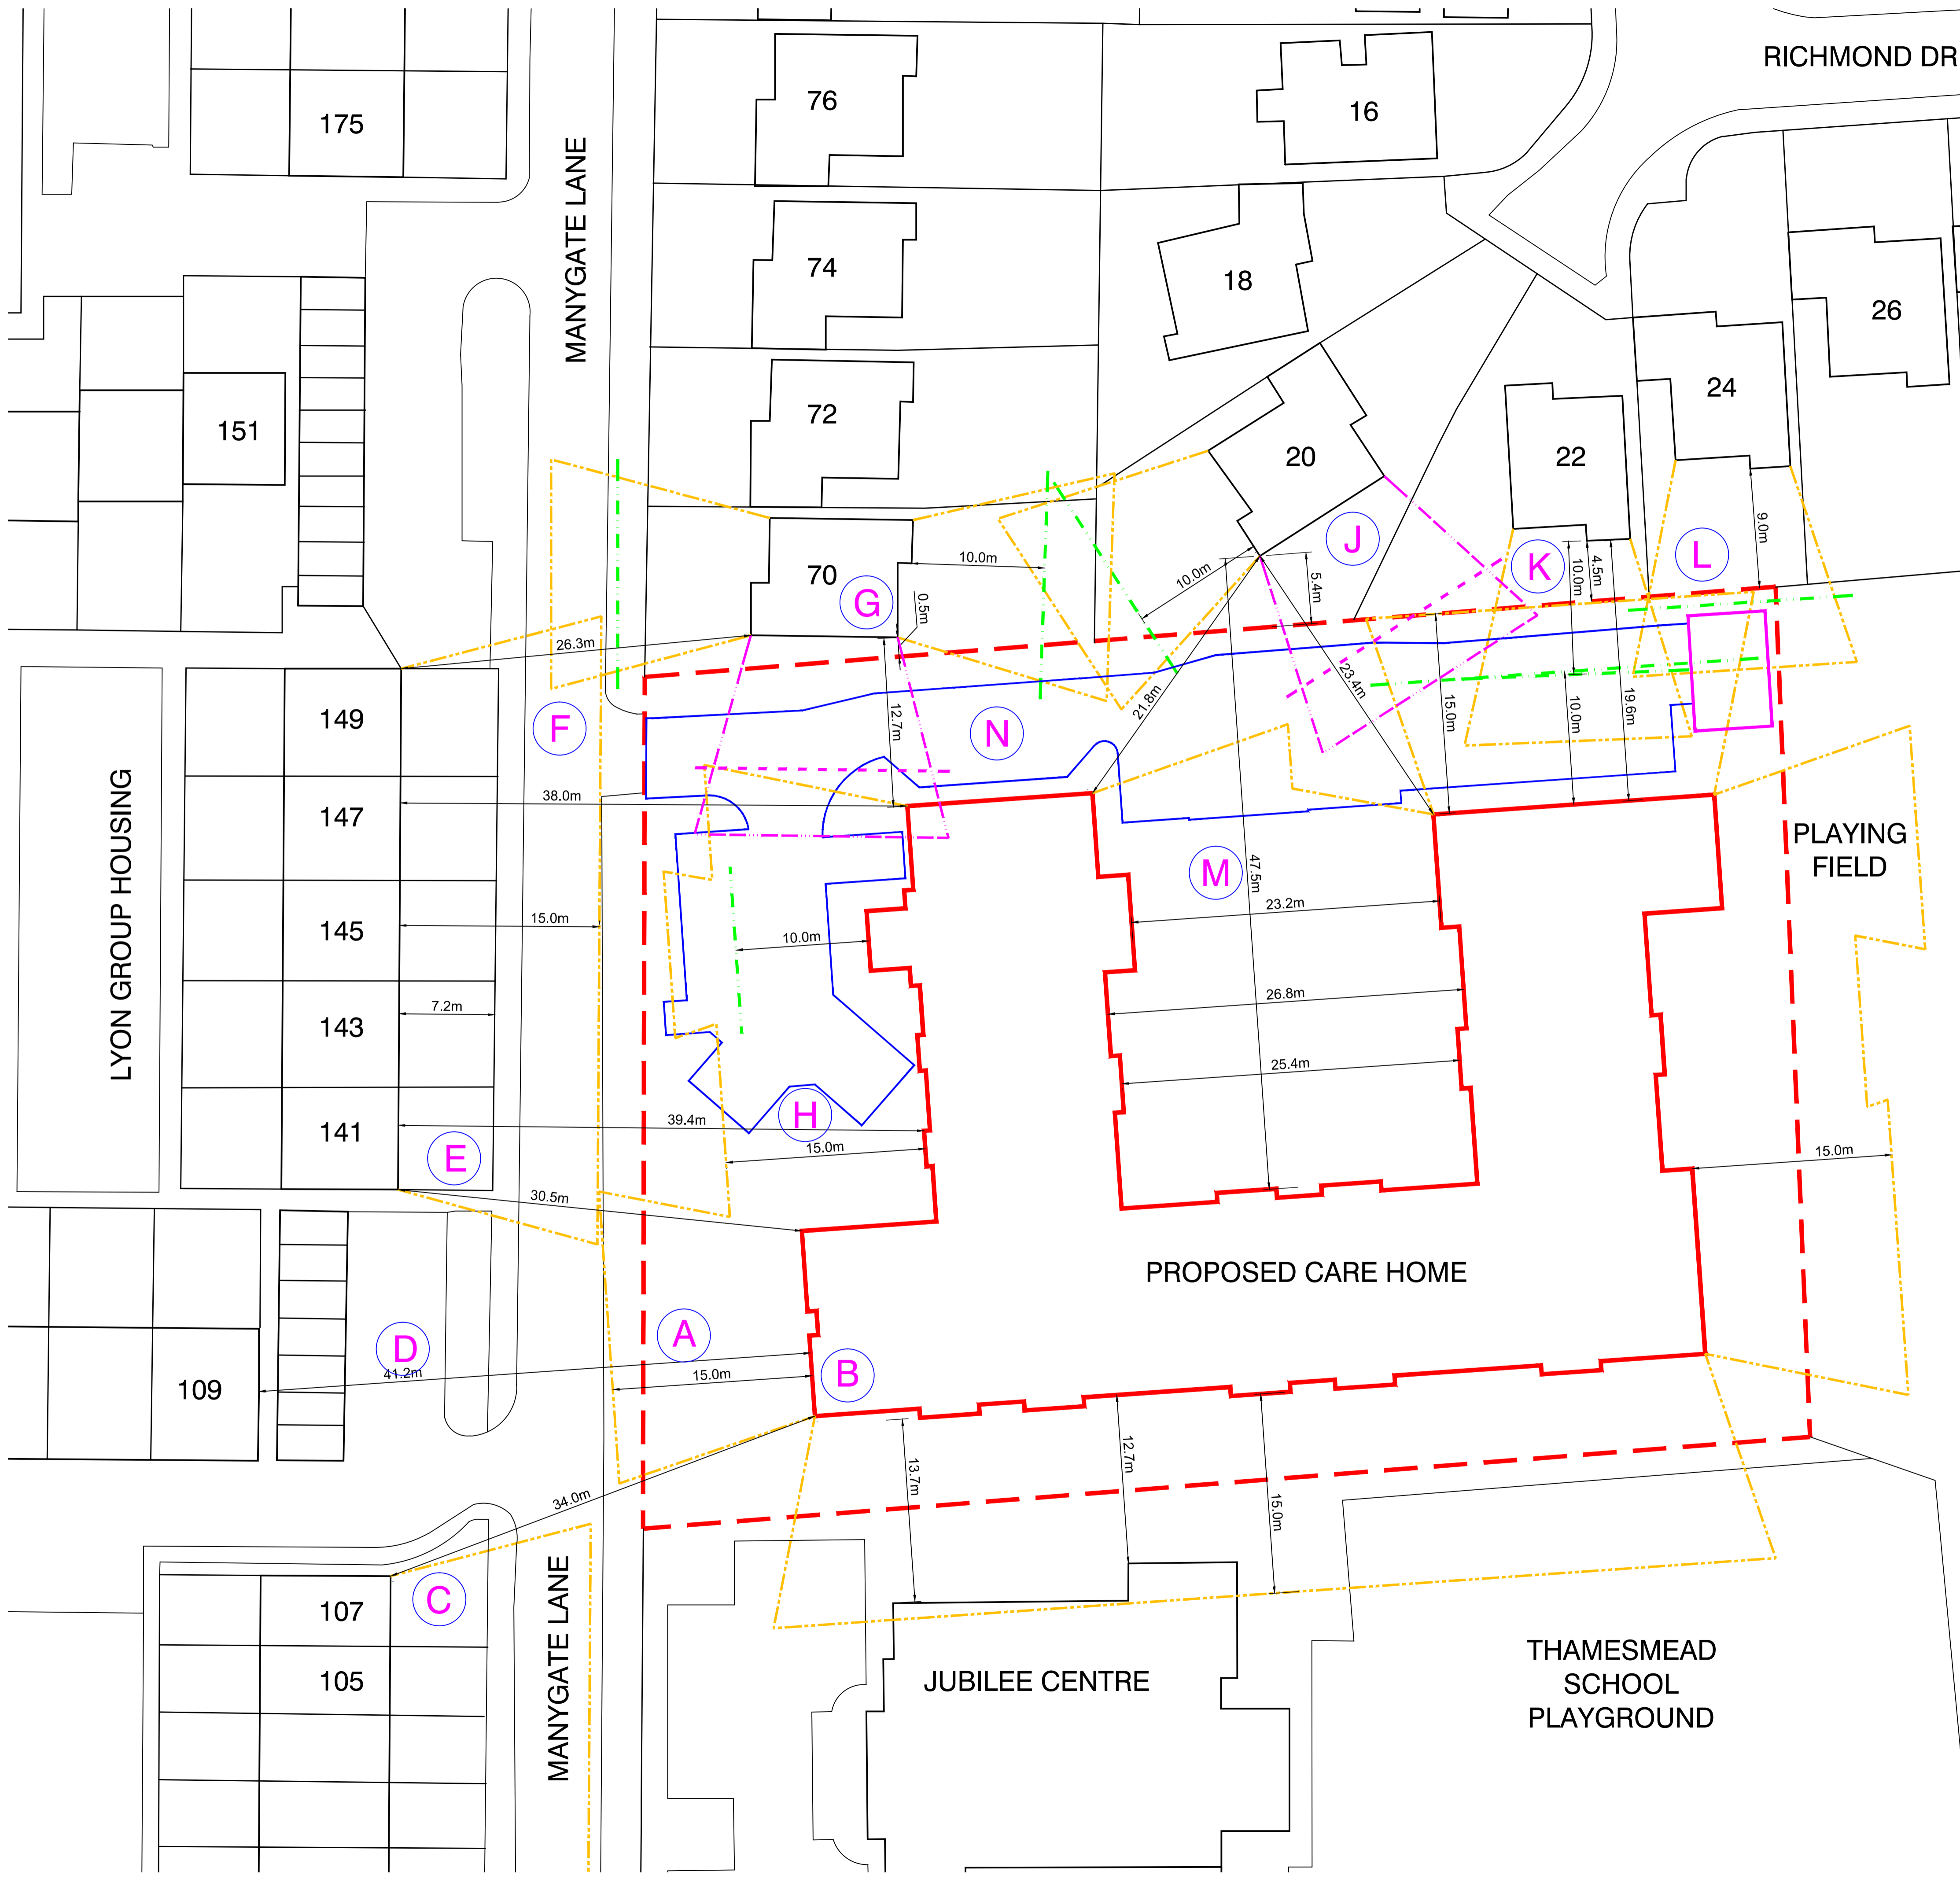 RICHMOND DR
76
16
175
MANYGATE LANE
74
18
26
72
24
151
20
22
70
G
10.0m
0.5m
10.0m
J
5.4m
K
10.0m
4.5m
L
9.0m
26.3m
149
F
12.7m
N
21.8m
23.4m
15.0m
10.0m
19.6m
LYON GROUP HOUSING
147
38.0m
PLAYING
FIELD
M
47.5m
23.2m
145
15.0m
10.0m
143
7.2m
26.8m
25.4m
141
E
39.4m
H
15.0m
15.0m
30.5m
PROPOSED CARE HOME
D
41.2m
A
15.0m
B
109
34.0m
13.7m
12.7m
15.0m
C
107
MANYGATE LANE
105
JUBILEE CENTRE
THAMESMEAD
SCHOOL
PLAYGROUND